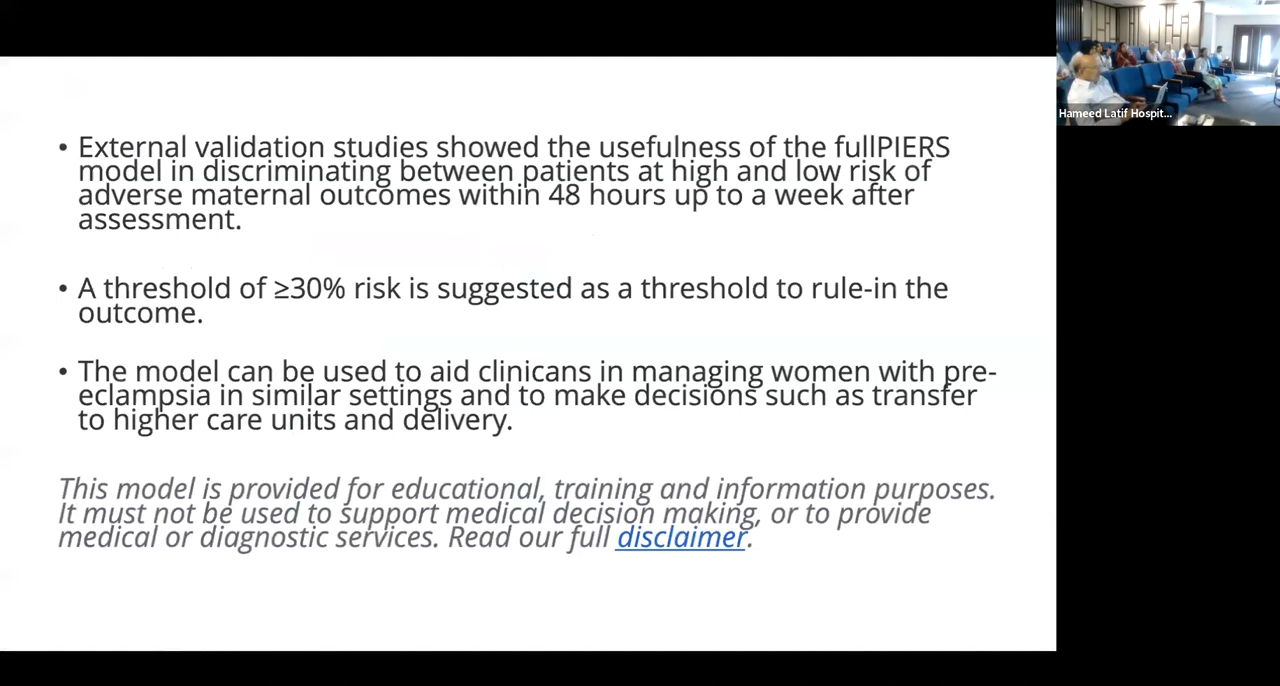 • External validation studies showed the usefulness of the fullPIERS
model in discriminating between patients at high and low risk of
adverse maternal outcomes within 48 hours up to a week after
assessment.
• A threshold of ≥30% risk is suggested as a threshold to rule-in the
outcome.
• The model can be used to aid clinicans in managing women with pre-
eclampsia in similar settings and to make decisions such as transfer
to higher care units and delivery.
This model is provided for educational, training and information purposes.
It must not be used to support medical decision making, or to provide
medical or diagnostic services. Read our full disclaimer.
Hameed Latif Hospit...